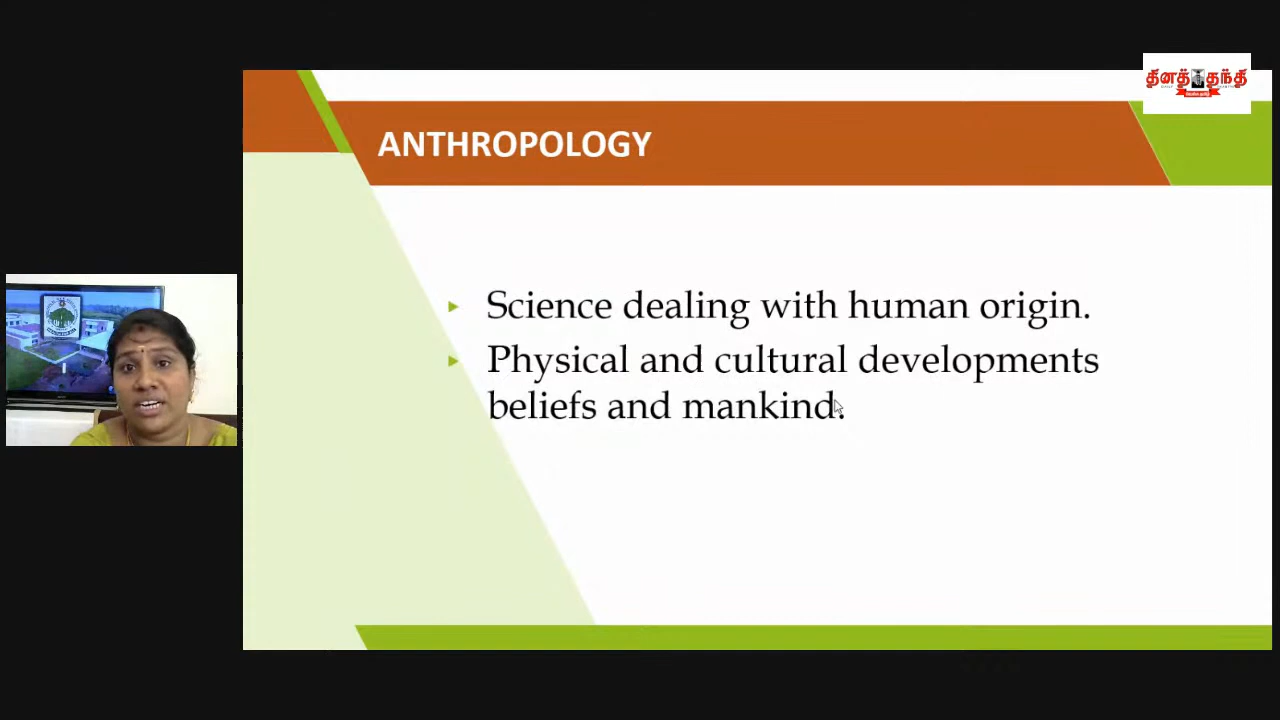 தினத்தந்தி
ANTHROPOLOGY
Science dealing with human origin.
Physical and cultural developments
beliefs and mankind.